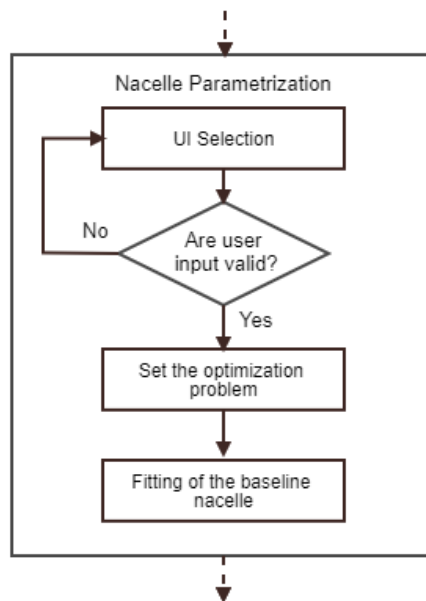 Nacelle Parametrization
UI Selection
No
Are user
input valid?
Yes
Set the optimization
problem
Fitting of the baseline
nacelle